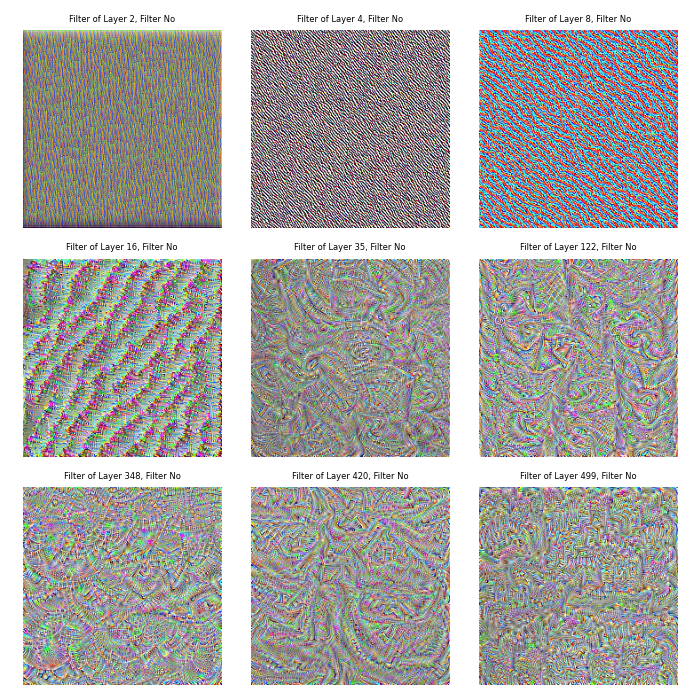 Filter of Layer 2, Filter No
Filter of Layer 4, Filter No
Filter of Layer 8, Filter No
Filter of Layer 16, Filter No
Filter of Layer 35, Filter No
Filter of Layer 122, Filter No
Filter of Layer 348, Filter No
Filter of Layer 420, Filter No
Filter of Layer 499, Filter No